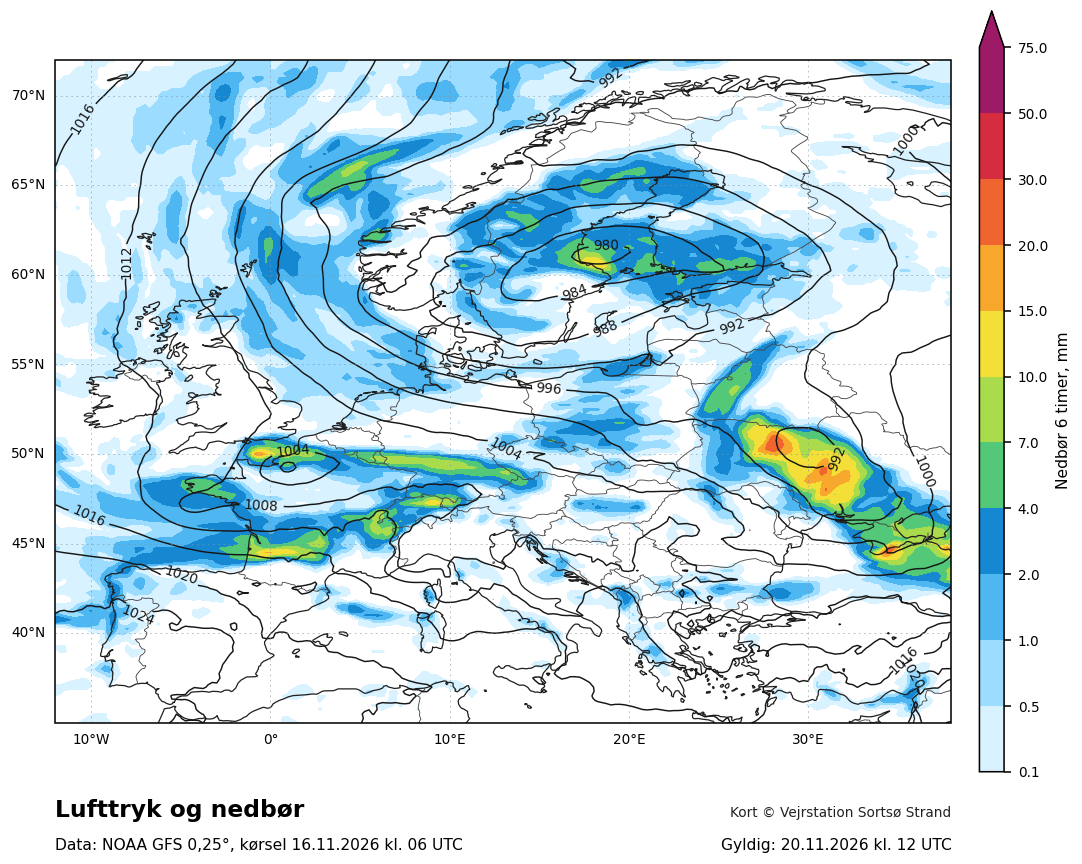 70°N
65°N
60°N
55°N
50°N
45°N
40°N
10°W
0°
10°E
20°E
30°E
1016
992
1000
1012
980
984
988
992
996
1004
1004
1008
992
1000
1016
1020
1024
1016
1020
75.0
50.0
30.0
20.0
15.0
10.0
7.0
4.0
2.0
1.0
0.5
0.1
Nedbør 6 timer, mm
Lufttryk og nedbør
Kort © Vejrstation Sortsø Strand
Data: NOAA GFS 0,25°, kørsel 16.11.2026 kl. 06 UTC
Gyldig: 20.11.2026 kl. 12 UTC